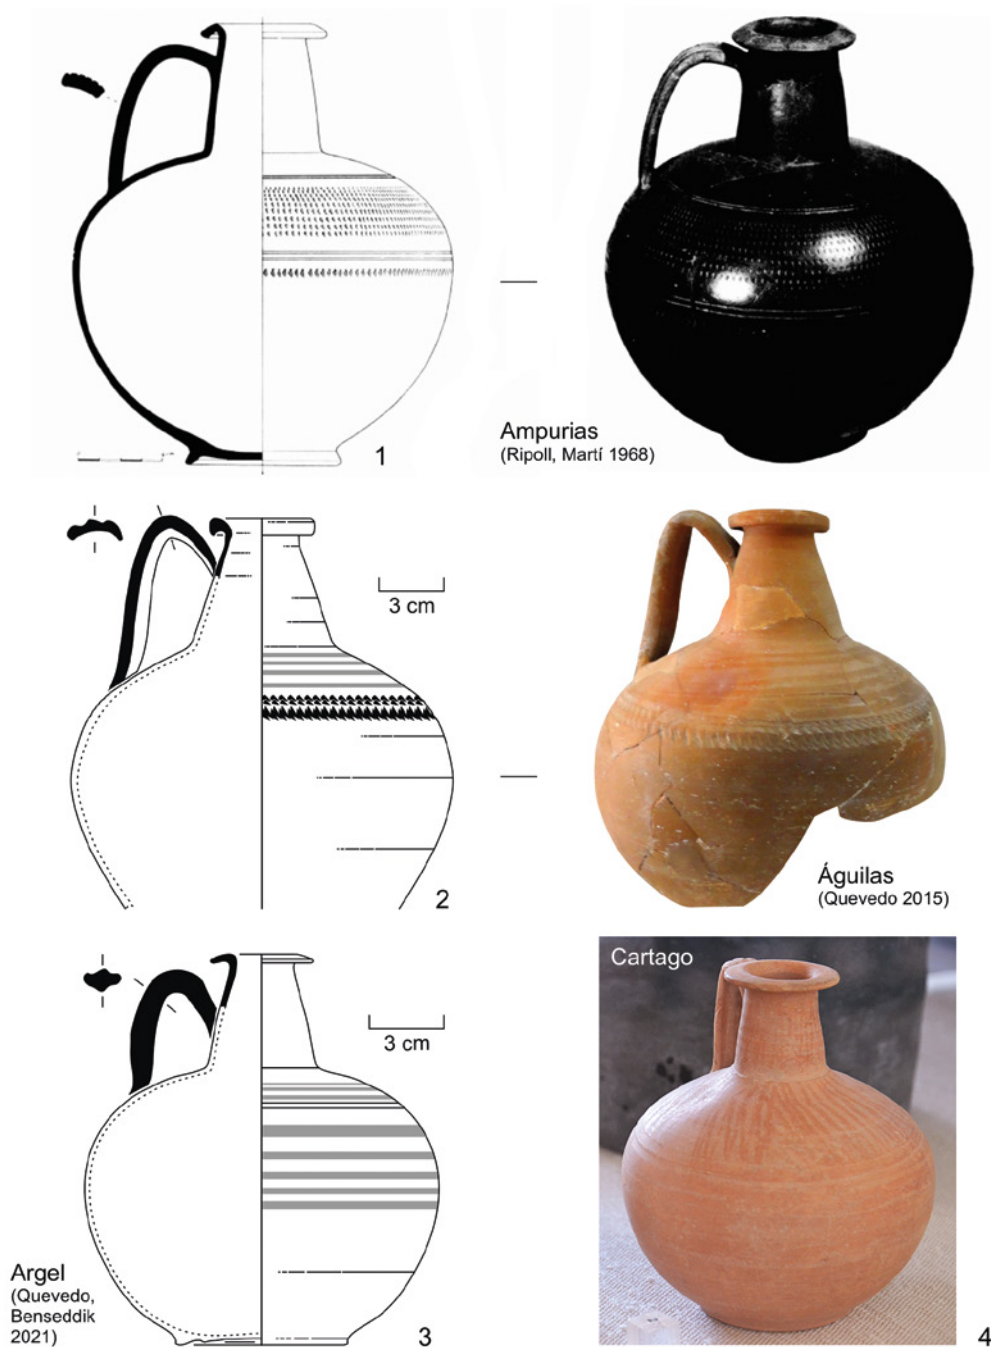 1
Ampurias
(Ripoll, Martí 1968)
3 cm
2
Águilas
(Quevedo 2015)
3 cm
Argel
(Quevedo,
Benseddik
2021)
3
Cartago
4